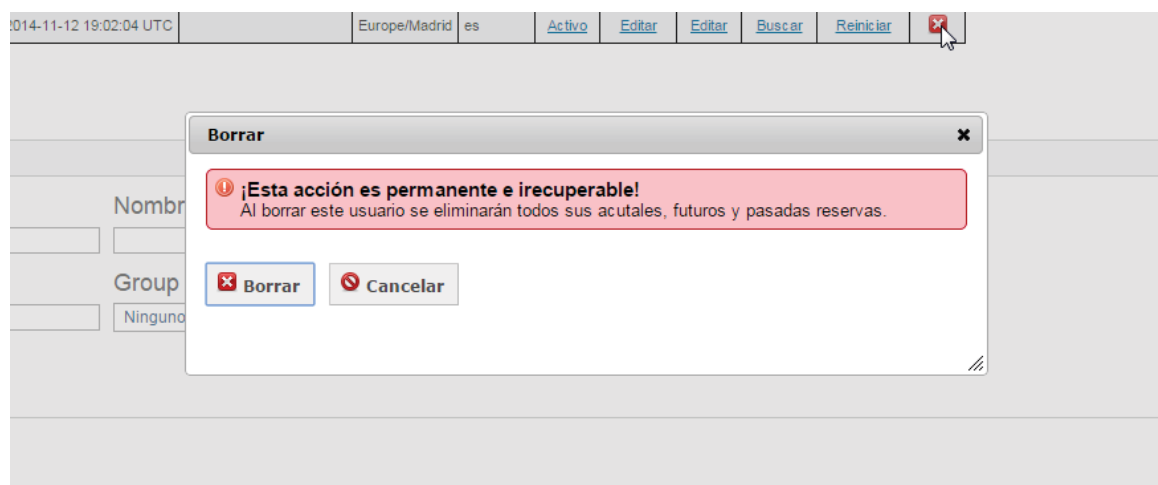 2014-11-12 19:02:04 UTC Europe/Madrid es Activo Editar Editar Buscar Reiniciar
Borrar
¡Esta acción es permanente e irecuperable!
Al borrar este usuario se eliminarán todos sus acutales, futuros y pasadas reservas.
Nombr
Group
Ninguno
Borrar Cancelar